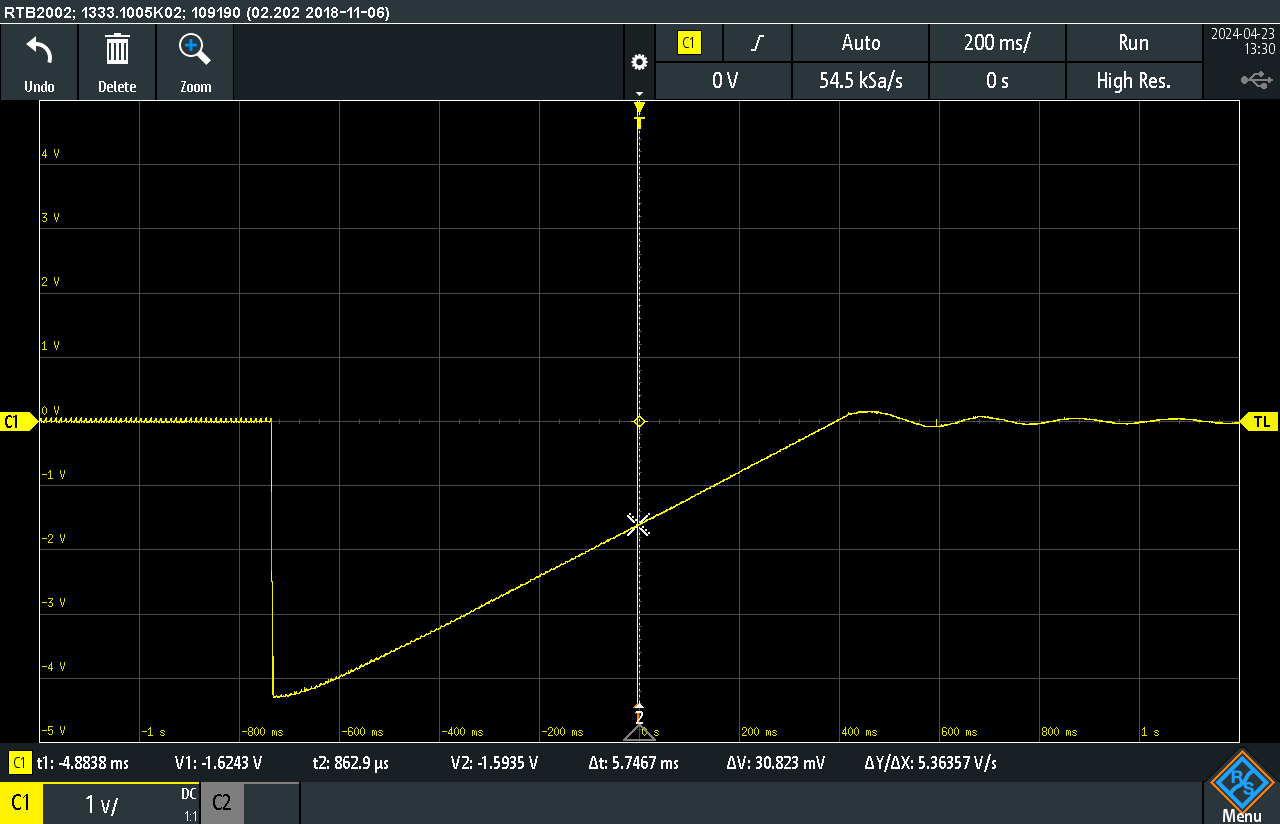 RTB2002; 1333.1005K02; 109190 (02.202 2018-11-06)
Undo Delete Zoom
C1 Auto 200 ms/ Run
0 V 54.5 kSa/s 0 s High Res.
2024-04-23
13:30
T
4 V
3 V
2 V
1 V
0 V
C1 TL
-1 V
-2 V
-3 V
-4 V
2
-5 V -1 s -800 ms -600 ms -400 ms -200 ms 0 s 200 ms 400 ms 600 ms 800 ms 1 s
C1 t1: -4.8838 ms V1: -1.6243 V t2: 862.9 µs V2: -1.5935 V Δt: 5.7467 ms ΔV: 30.823 mV ΔY/ΔX: 5.36357 V/s
C1 1 V/ DC 1:1 C2
R S
Menu